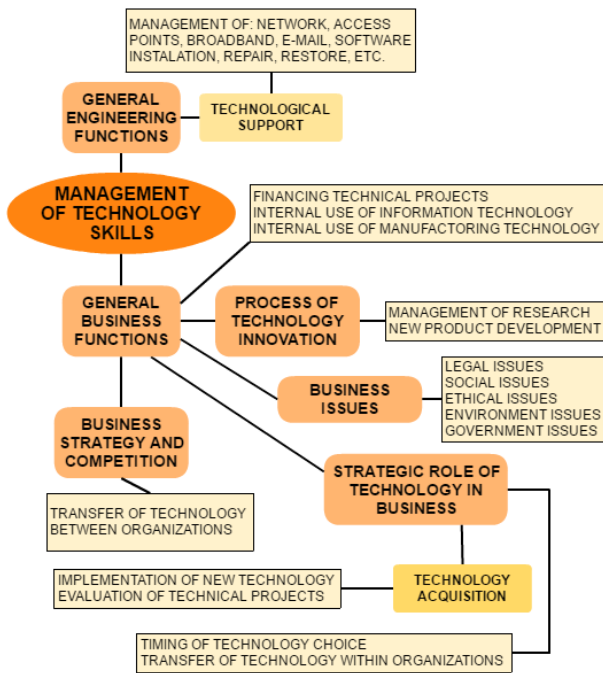 MANAGEMENT OF: NETWORK, ACCESS
POINTS, BROADBAND, E-MAIL, SOFTWARE
INSTALATION, REPAIR, RESTORE, ETC.
GENERAL
ENGINEERING
FUNCTIONS
TECHNOLOGICAL
SUPPORT
MANAGEMENT
OF TECHNOLOGY
SKILLS
FINANCING TECHNICAL PROJECTS
INTERNAL USE OF INFORMATION TECHNOLOGY
INTERNAL USE OF MANUFACTORING TECHNOLOGY
GENERAL
BUSINESS
FUNCTIONS
PROCESS OF
TECHNOLOGY
INNOVATION
MANAGEMENT OF RESEARCH
NEW PRODUCT DEVELOPMENT
BUSINESS
ISSUES
LEGAL ISSUES
SOCIAL ISSUES
ETHICAL ISSUES
ENVIRONMENT ISSUES
GOVERNMENT ISSUES
BUSINESS
STRATEGY AND
COMPETITION
STRATEGIC ROLE OF
TECHNOLOGY IN
BUSINESS
TRANSFER OF TECHNOLOGY
BETWEEN ORGANIZATIONS
IMPLEMENTATION OF NEW TECHNOLOGY
EVALUATION OF TECHNICAL PROJECTS
TECHNOLOGY
ACQUISITION
TIMING OF TECHNOLOGY CHOICE
TRANSFER OF TECHNOLOGY WITHIN ORGANIZATIONS